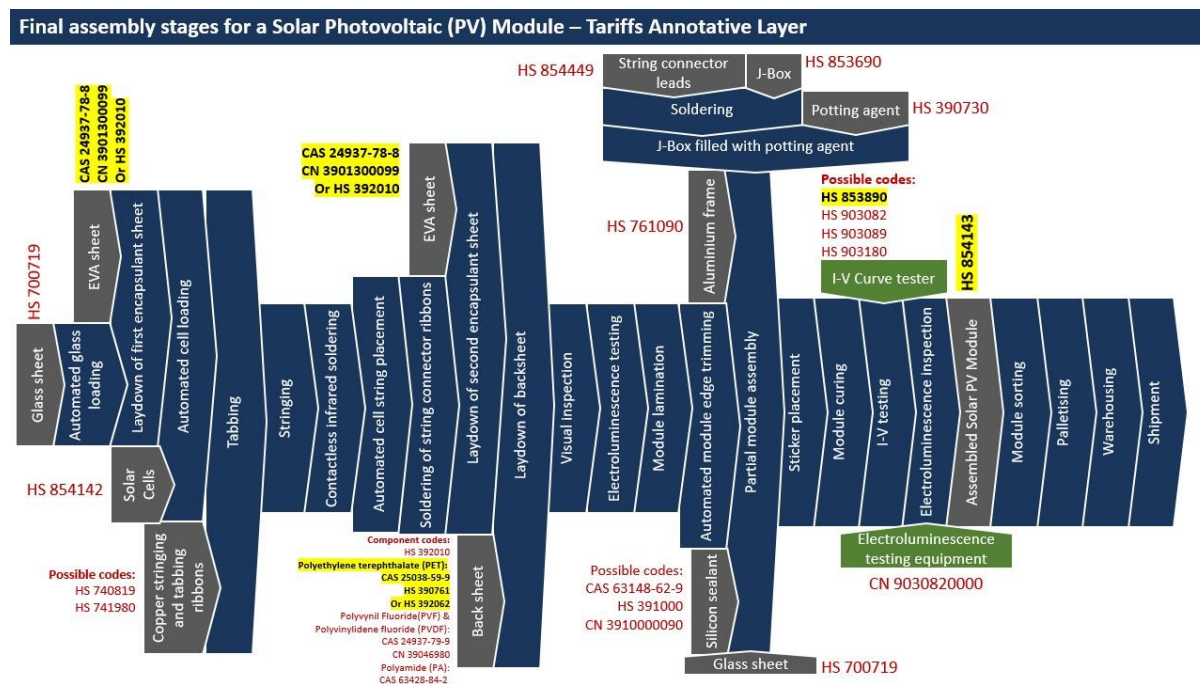 Final assembly stages for a Solar Photovoltaic (PV) Module – Tariffs Annotative Layer
HS 854449
String connector
leads
J-Box
HS 853690
Soldering
Potting agent
HS 390730
J-Box filled with potting agent
CAS 24937-78-8
CN 3901300099
Or HS 392010
CAS 24937-78-8
CN 3901300099
Or HS 392010
HS 700719
EVA sheet
EVA sheet
HS 761090
Aluminium frame
Possible codes:
HS 853890
HS 903082
HS 903089
HS 903180
I-V Curve tester
HS 854143
Glass sheet
Automated glass
loading
Laydown of first encapsulant sheet
Automated cell loading
Tabbing
Stringing
Contactless infrared soldering
Automated cell string placement
Soldering of string connector ribbons
Laydown of second encapsulant sheet
Laydown of backsheet
Visual inspection
Electroluminescence testing
Module lamination
Automated module edge trimming
Partial module assembly
Sticker placement
Module curing
I-V testing
Electroluminescence inspection
Assembled Solar PV Module
Module sorting
Palletising
Warehousing
Shipment
HS 854142
Solar
Cells
Possible codes:
HS 740819
HS 741980
Copper stringing
and tabbing
ribbons
Component codes:
HS 392010
Polyethylene terephthalate (PET):
CAS 25038-59-9
HS 390761
Or HS 392062
Polyvynil Fluoride(PVF) &
Polyvinylidene fluoride (PVDF):
CAS 24937-79-9
CN 39046980
Polyamide (PA):
CAS 63428-84-2
Back sheet
Possible codes:
CAS 63148-62-9
HS 391000
CN 3910000090
Silicon sealant
Glass sheet
HS 700719
Electroluminescence
testing equipment
CN 9030820000